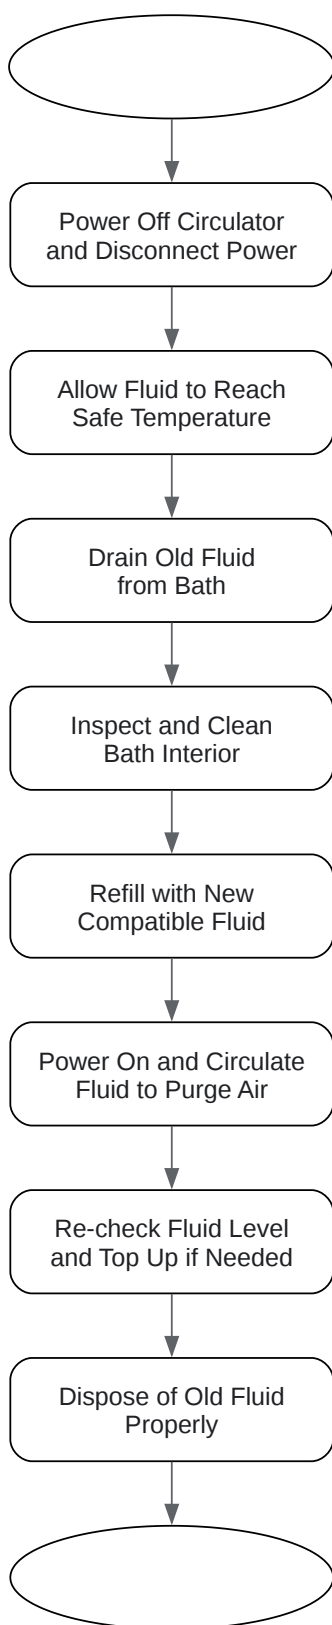 Power Off Circulator
and Disconnect Power
Allow Fluid to Reach
Safe Temperature
Drain Old Fluid
from Bath
Inspect and Clean
Bath Interior
Refill with New
Compatible Fluid
Power On and Circulate
Fluid to Purge Air
Re-check Fluid Level
and Top Up if Needed
Dispose of Old Fluid
Properly